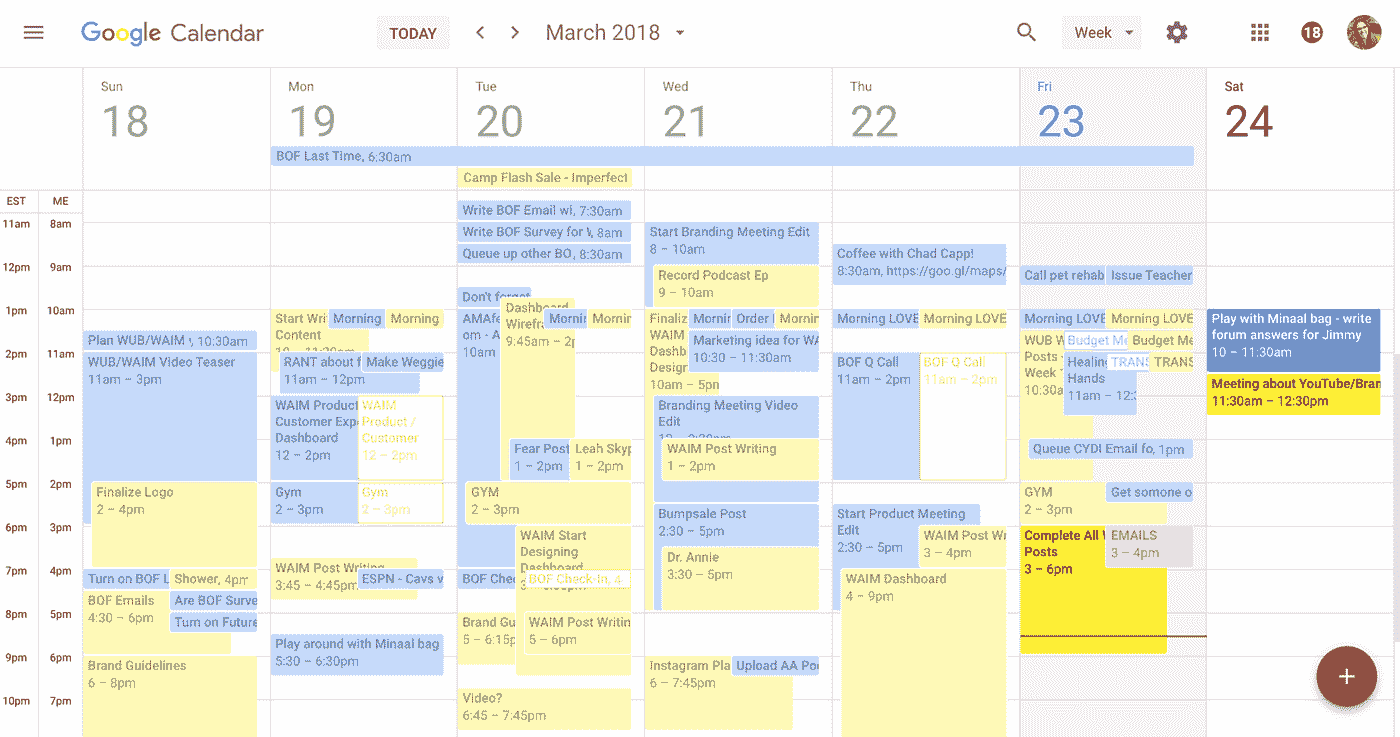 Google Calendar
TODAY
March 2018
Week
18
Sun
18
Mon
19
Tue
20
Wed
21
Thu
22
Fri
23
Sat
24
BOF Last Time, 6:30am
Camp Flash Sale - Imperfect
EST
ME
11am
8am
12pm
9am
1pm
10am
2pm
11am
3pm
12pm
4pm
1pm
5pm
2pm
6pm
3pm
7pm
4pm
8pm
5pm
9pm
6pm
10pm
7pm
Plan WUB/WAIM
10:30am
WUB/WAIM Video Teaser
11am – 3pm
Finalize Logo
2 – 4pm
Turn on BOF L
Shower, 4pm
BOF Emails
4:30 – 6pm
Are BOF Surve
Turn on Future
Brand Guidelines
6 – 8pm
Start Wri
Content
Morning
Morning
RANT about f
11am – 12pm
Make Weggie
WAIM Product
Customer Exp
Dashboard
12 – 2pm
WAIM
Product /
Customer
12 – 2pm
Gym
2 – 3pm
Gym
2 – 3pm
WAIM Post Writing
3:45 – 4:45pm
ESPN - Cavs v
Play around with Minaal bag
5:30 – 6:30pm
Write BOF Email wi, 7:30am
Write BOF Survey for
8am
Queue up other BO, 8:30am
Don't forget
Dashboard
Wirefra
9:45am – 2p
AMAfe
om - A
10am
Mornin
Mornin
Fear Post
1 – 2pm
Leah Skyp
1 – 2pm
GYM
2 – 3pm
WAIM Start
Designing
Dashboard
BOF Chec
BOF Check-In, 4
Brand Gu
5 – 6:15p
WAIM Post Writin
5 – 6pm
Video?
6:45 – 7:45pm
Start Branding Meeting Edit
8 – 10am
Record Podcast Ep
9 – 10am
Finaliz
WAIM
Dashb
Design
10am – 5pn
Mornin
Order
Mornin
Marketing idea for WA
10:30 – 11:30am
Branding Meeting Video
Edit
WAIM Post Writing
1 – 2pm
Bumpsale Post
2:30 – 5pm
Dr. Annie
3:30 – 5pm
Instagram Pla
6 – 7:45pm
Upload AA Po
Coffee with Chad Capp!
8:30am, https://goo.gl/maps/
Morning LOVE
Morning LOVE
BOF Q Call
11am – 2pm
BOF Q Call
11am – 2pm
Start Product Meeting
Edit
2:30 – 5pm
WAIM Post Wr
3 – 4pm
WAIM Dashboard
4 – 9pm
Call pet rehab
Issue Teacher
Morning LOVE
Morning LOVE
WUB W
Posts -
Week
10:30a
Budget Me
Budget Me
Healing
Hands
11am – 12:
TRANS
TRANS
Queue CYDI Email fo, 1pm
GYM
2 – 3pm
Get somone o
Complete All
Posts
3 – 6pm
EMAILS
3 – 4pm
Play with Minaal bag - write
forum answers for Jimmy
10 – 11:30am
Meeting about YouTube/Bran
11:30am – 12:30pm